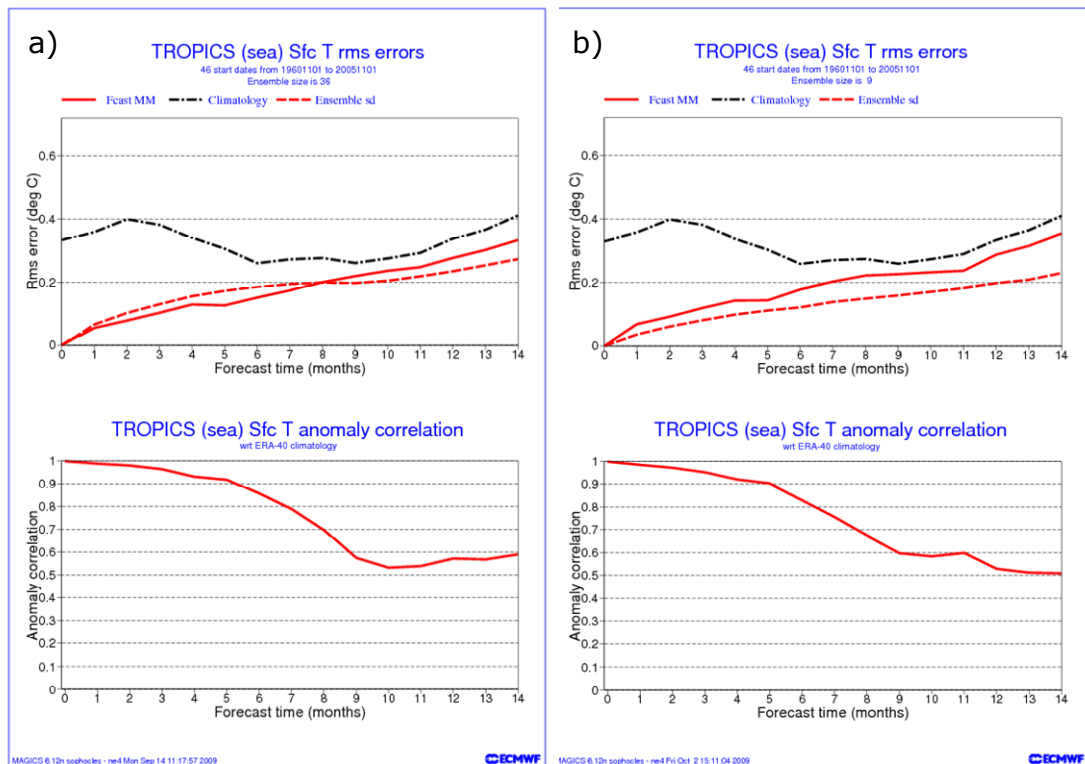 a)
TROPICS (sea) Sfc T rms errors
46 start dates from 19601101 to 20051101
Ensemble size is 36
Fcast MM Climatology Ensemble sd
Rms error (deg C)
0.6
0.4
0.2
0
0 1 2 3 4 5 6 7 8 9 10 11 12 13 14
Forecast time (months)
TROPICS (sea) Sfc T anomaly correlation
wrt ERA-40 climatology
Anomaly correlation
1
0.9
0.8
0.7
0.6
0.5
0.4
0.3
0.2
0.1
0
0 1 2 3 4 5 6 7 8 9 10 11 12 13 14
Forecast time (months)
MAGICS 6.12n sophocles - ne4 Mon Sep 14 11:17:57 2009
ECMWF
b)
TROPICS (sea) Sfc T rms errors
46 start dates from 19601101 to 20051101
Ensemble size is 9
Fcast MM Climatology Ensemble sd
Rms error (deg C)
0.6
0.4
0.2
0
0 1 2 3 4 5 6 7 8 9 10 11 12 13 14
Forecast time (months)
TROPICS (sea) Sfc T anomaly correlation
wrt ERA-40 climatology
Anomaly correlation
1
0.9
0.8
0.7
0.6
0.5
0.4
0.3
0.2
0.1
0
0 1 2 3 4 5 6 7 8 9 10 11 12 13 14
Forecast time (months)
MAGICS 6.12n sophocles - ne4 Fri Oct 2 15:11:04 2009
ECMWF